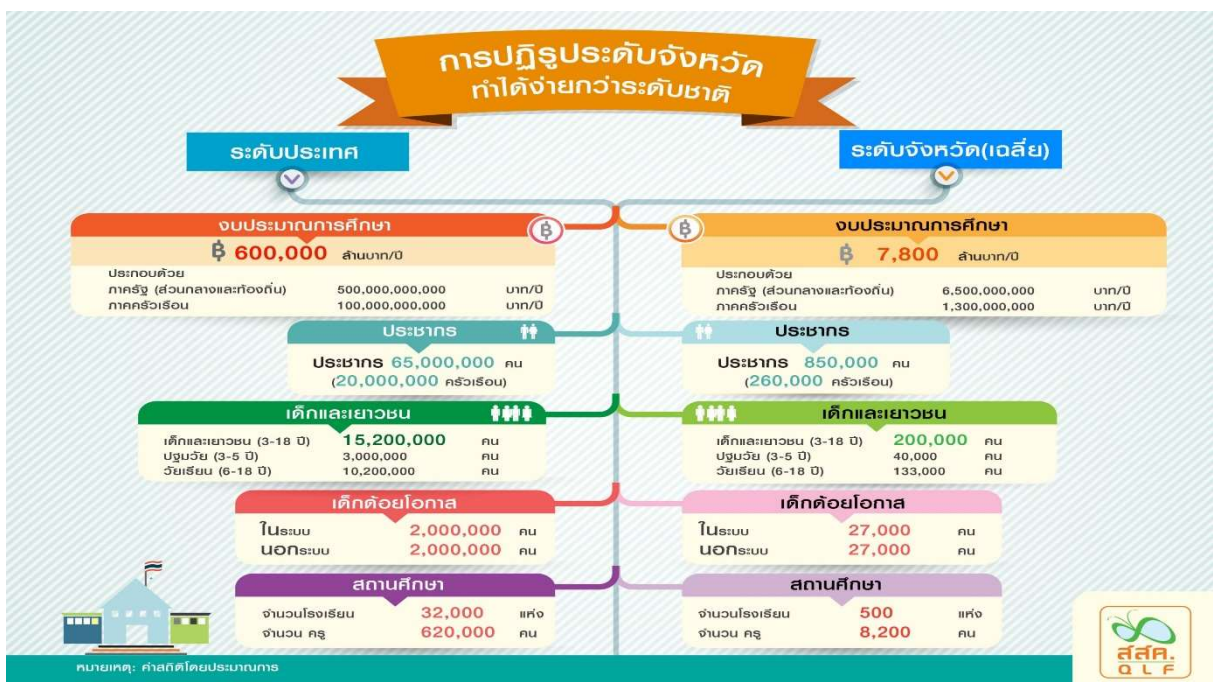 การปฏิรูประดับจังหวัด
ทำได้ง่ายกว่าระดับชาติ
ระดับประเทศ
งบประมาณการศึกษา
฿ 600,000 ล้านบาท/ปี
ประกอบด้วย
ภาครัฐ (ส่วนกลางและท้องถิ่น) 500,000,000,000 บาท/ปี
ภาคครัวเรือน 100,000,000,000 บาท/ปี
ประชากร
ประชากร 65,000,000 คน
(20,000,000 ครัวเรือน)
เด็กและเยาวชน
เด็กและเยาวชน (3-18 ปี) 15,200,000 คน
ปฐมวัย (3-5 ปี) 3,000,000 คน
วัยเรียน (6-18 ปี) 10,200,000 คน
เด็กด้อยโอกาส
ในระบบ 2,000,000 คน
นอกระบบ 2,000,000 คน
สถานศึกษา
จำนวนโรงเรียน 32,000 แห่ง
จำนวน ครู 620,000 คน
ระดับจังหวัด(เฉลี่ย)
งบประมาณการศึกษา
฿ 7,800 ล้านบาท/ปี
ประกอบด้วย
ภาครัฐ (ส่วนกลางและท้องถิ่น) 6,500,000,000 บาท/ปี
ภาคครัวเรือน 1,300,000,000 บาท/ปี
ประชากร
ประชากร 850,000 คน
(260,000 ครัวเรือน)
เด็กและเยาวชน
เด็กและเยาวชน (3-18 ปี) 200,000 คน
ปฐมวัย (3-5 ปี) 40,000 คน
วัยเรียน (6-18 ปี) 133,000 คน
เด็กด้อยโอกาส
ในระบบ 27,000 คน
นอกระบบ 27,000 คน
สถานศึกษา
จำนวนโรงเรียน 500 แห่ง
จำนวน ครู 8,200 คน
หมายเหตุ: ค่าสถิติโดยประมาณการ
สสค.
QLF